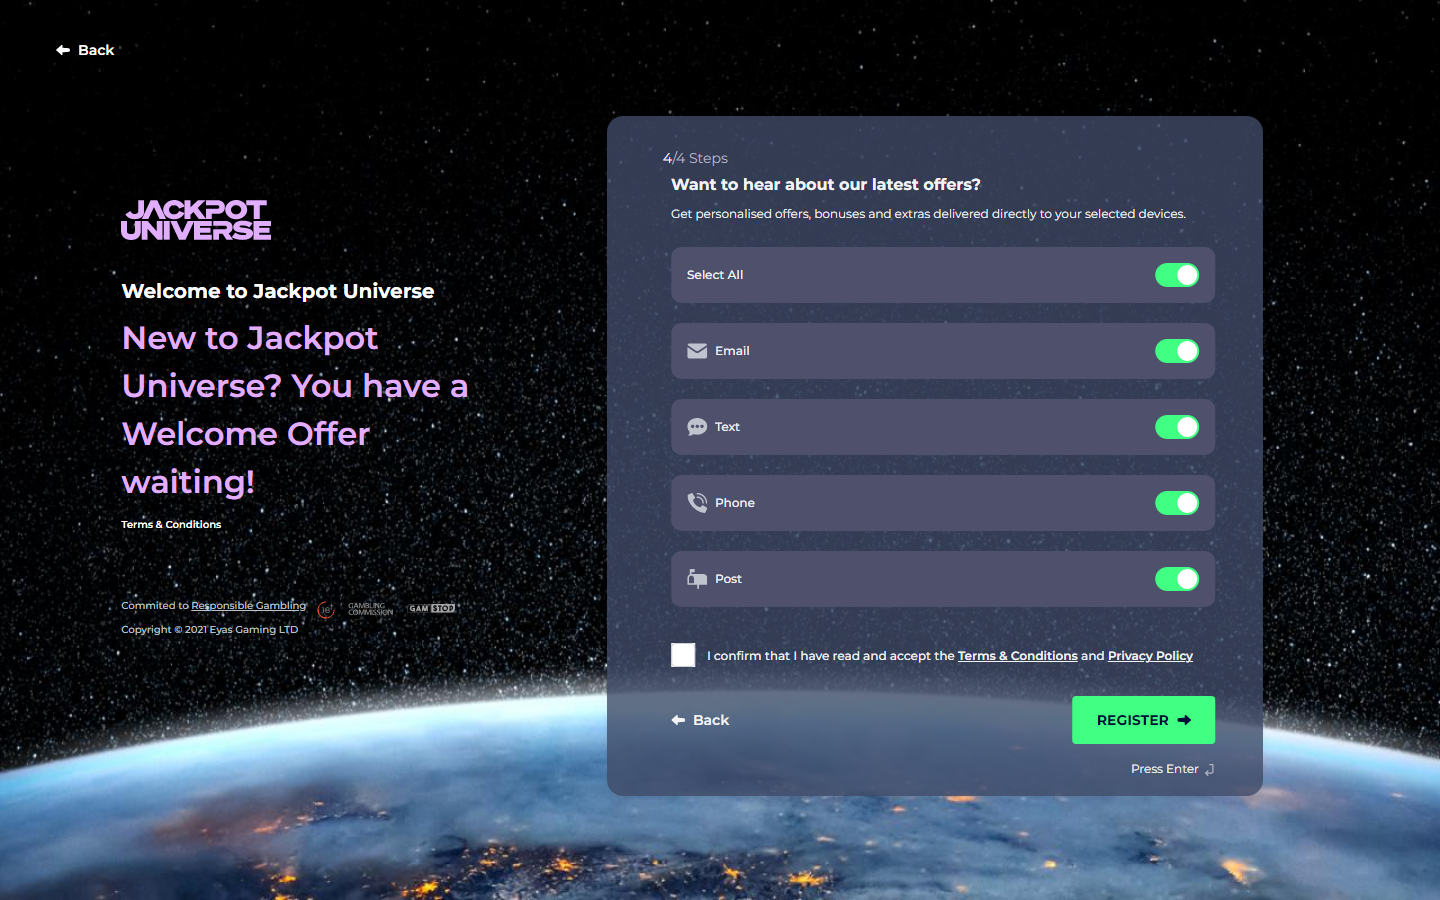 Back
JACKPOT
UNIVERSE
Welcome to Jackpot Universe
New to Jackpot
Universe? You have a
Welcome Offer
waiting!
Terms & Conditions
Commited to Responsible Gambling
18+
GAMBLING
COMMISSION
GAMSTOP
Copyright © 2021 Eyas Gaming LTD
4/4 Steps
Want to hear about our latest offers?
Get personalised offers, bonuses and extras delivered directly to your selected devices.
Select All
Email
Text
Phone
Post
I confirm that I have read and accept the Terms & Conditions and Privacy Policy
Back
REGISTER
Press Enter